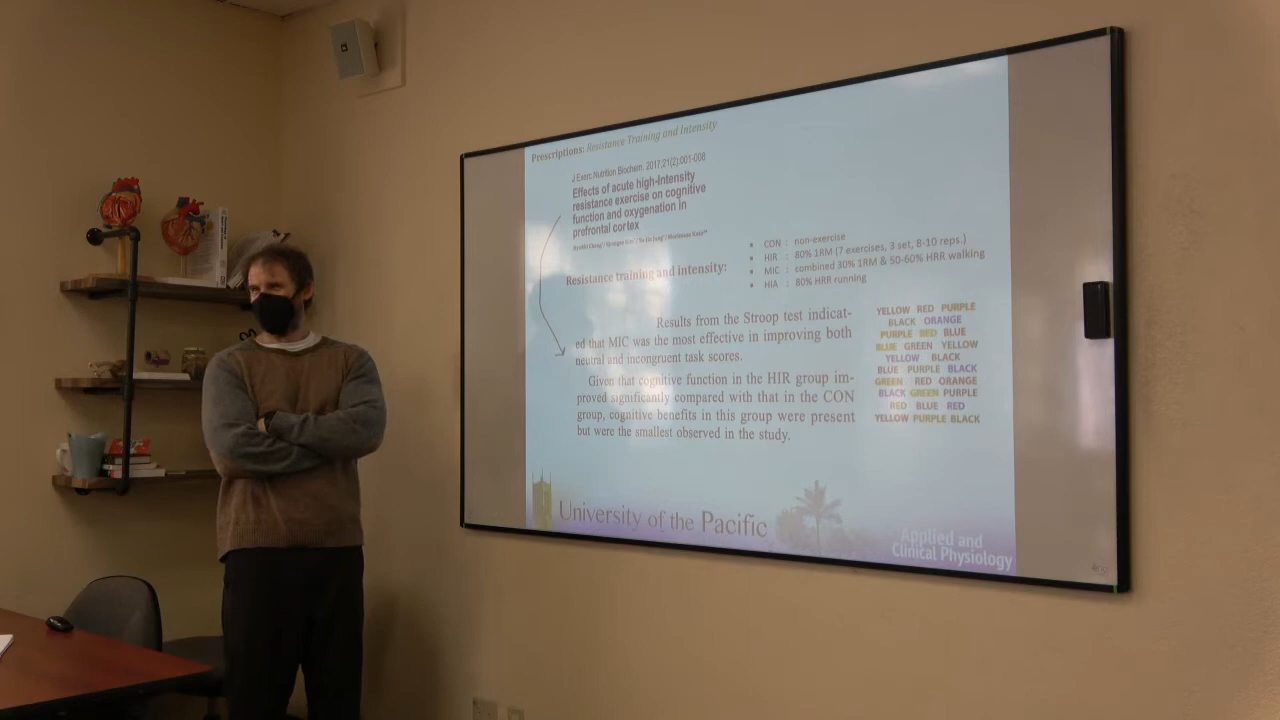 Prescriptions: Resistance Training and Intensity
J Exerc Nutrition Biochem. 2017;21(2):001-008
Effects of acute high-Intensity
resistance exercise on cognitive
function and oxygenation in
prefrontal cortex
Resistance training and intensity:
• CON : non-exercise
• HIR : 80% 1RM (7 exercises, 3 set, 8-10 reps.)
• MIC : combined 30% 1RM & 50-60% HRR walking
• HIA : 80% HRR running
Results from the Stroop test indicat-
ed that MIC was the most effective in improving both
neutral and incongruent task scores.
Given that cognitive function in the HIR group im-
proved significantly compared with that in the CON
group, cognitive benefits in this group were present
but were the smallest observed in the study.
YELLOW RED PURPLE
BLACK ORANGE
PURPLE RED BLUE
BLUE GREEN YELLOW
YELLOW BLACK
BLUE PURPLE BLACK
GREEN RED ORANGE
BLACK GREEN PURPLE
RED BLUE RED
YELLOW PURPLE BLACK
University of the Pacific
Applied and
Clinical Physiology